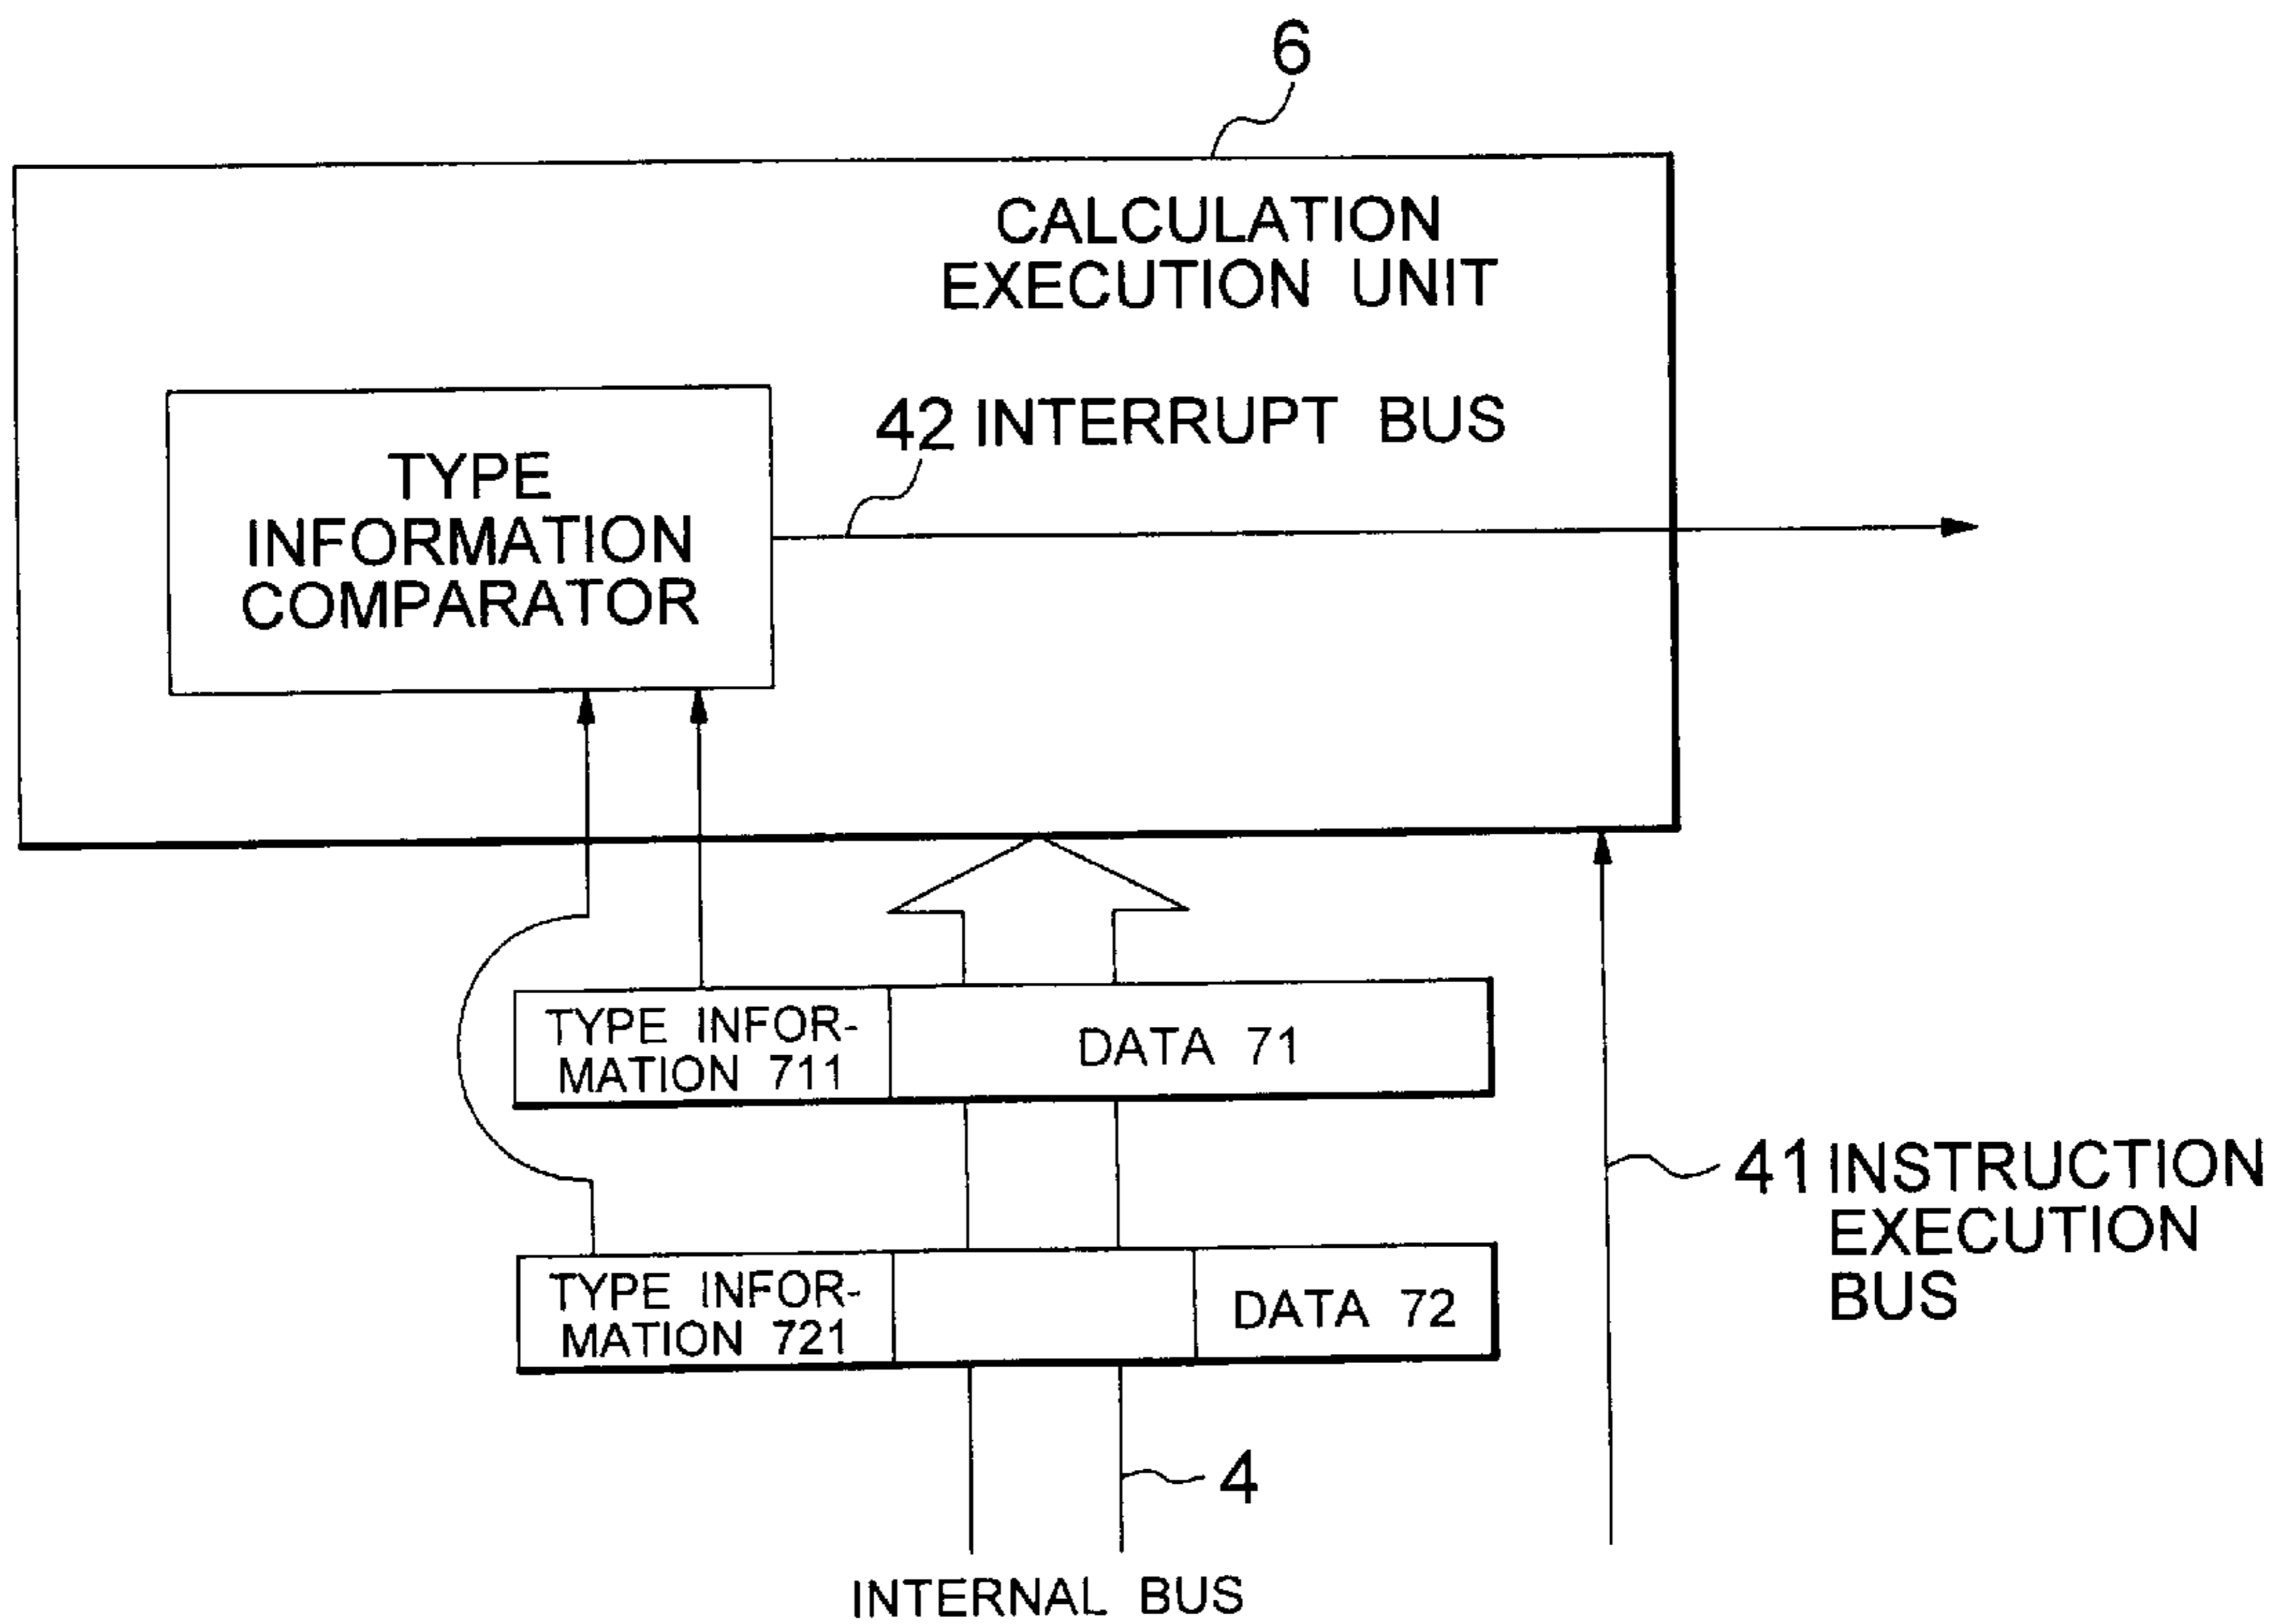 6
CALCULATION
EXECUTION UNIT
42 INTERRUPT BUS
TYPE
INFORMATION
COMPARATOR
TYPE INFOR-
MATION 711
DATA 71
41 INSTRUCTION
EXECUTION
BUS
TYPE INFOR-
MATION 721
DATA 72
4
INTERNAL BUS